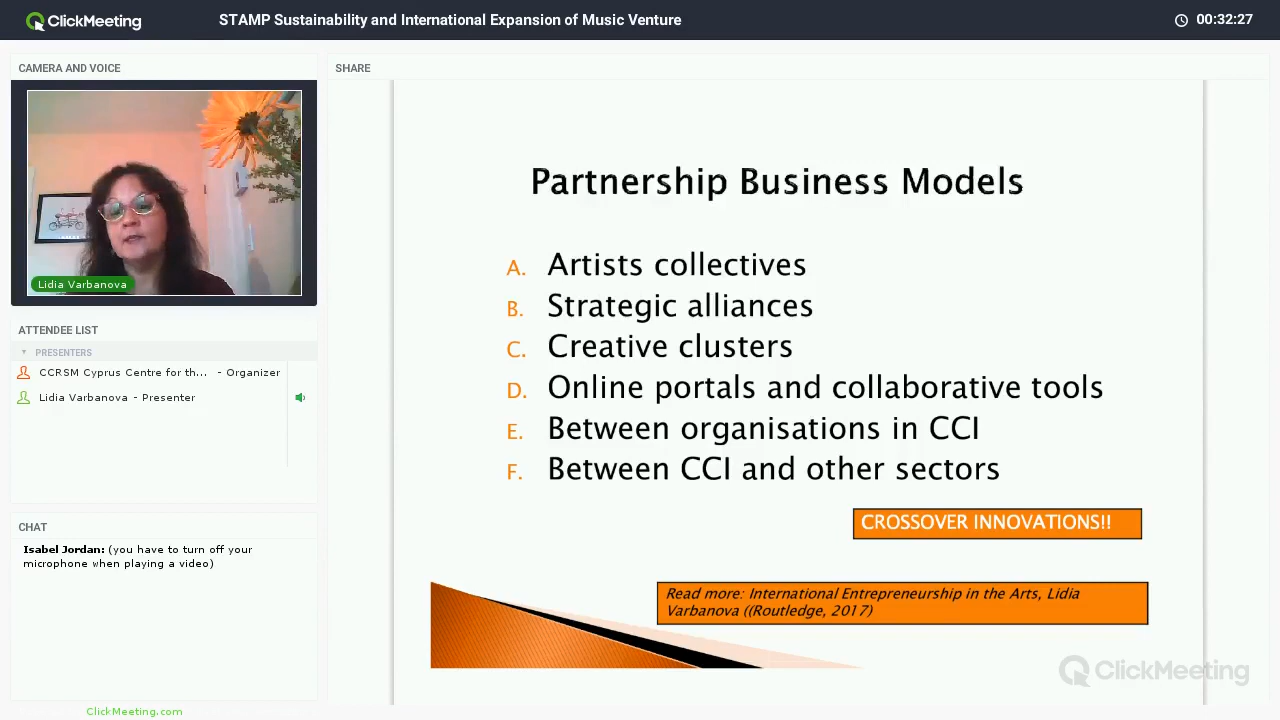 ClickMeeting
STAMP Sustainability and International Expansion of Music Venture
00:32:27
CAMERA AND VOICE
Lidia Varbanova
ATTENDEE LIST
PRESENTERS
CCRSM Cyprus Centre for th... - Organizer
Lidia Varbanova - Presenter
CHAT
Isabel Jordan: (you have to turn off your
microphone when playing a video)
ClickMeeting.com
SHARE
Partnership Business Models
A. Artists collectives
B. Strategic alliances
C. Creative clusters
D. Online portals and collaborative tools
E. Between organisations in CCI
F. Between CCI and other sectors
CROSSOVER INNOVATIONS!!
Read more: International Entrepreneurship in the Arts, Lidia
Varbanova ((Routledge, 2017)
ClickMeeting